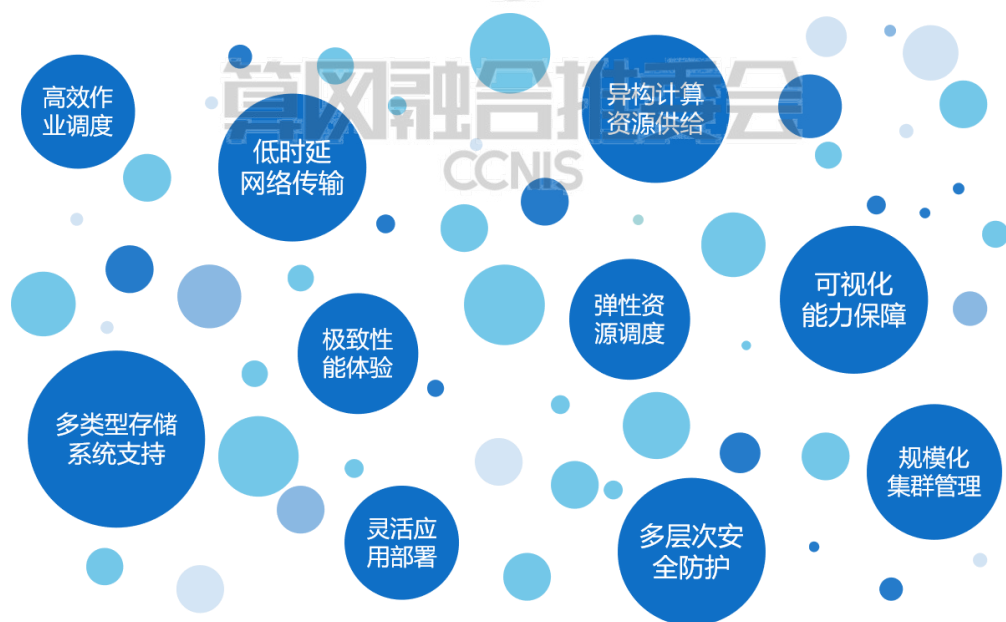 算网融合推委会
CCNIS
高效作
业调度
低时延
网络传输
异构计算
资源供给
极致性
能体验
弹性资
源调度
可视化
能力保障
多类型存储
系统支持
灵活应
用部署
多层次安
全防护
规模化
集群管理